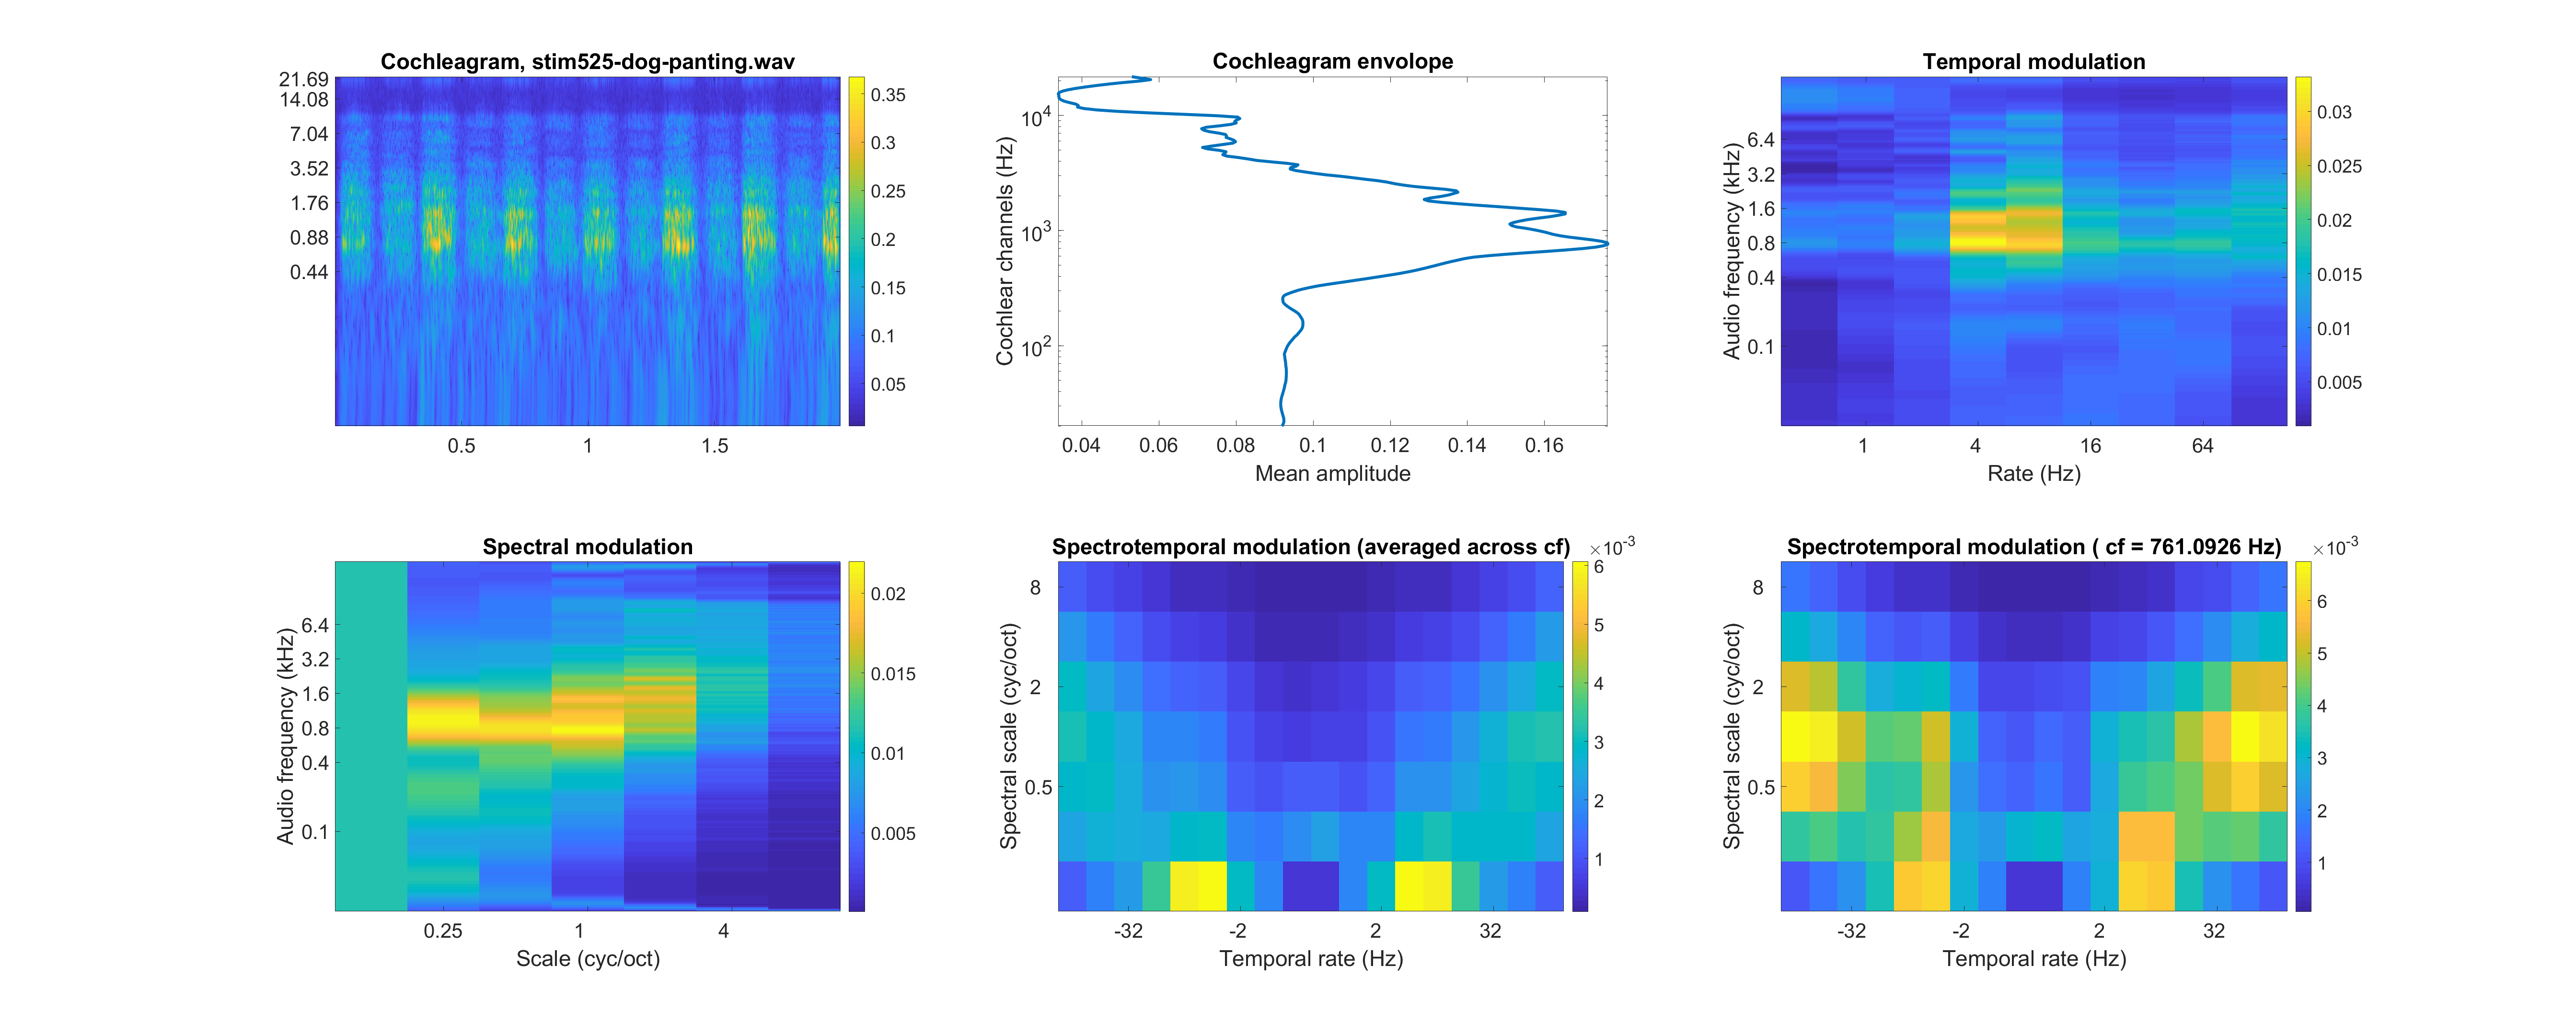 Cochleagram, stim525-dog-panting.wav
21.69
14.08
7.04
3.52
1.76
0.88
0.44
0.5
1
1.5
0.35
0.3
0.25
0.2
0.15
0.1
0.05
Cochleagram envolope
Cochlear channels (Hz)
10^4
10^3
10^2
0.04 0.06 0.08 0.1 0.12 0.14 0.16
Mean amplitude
Temporal modulation
Audio frequency (kHz)
6.4
3.2
1.6
0.8
0.4
0.1
1 4 16 64
Rate (Hz)
0.03
0.025
0.02
0.015
0.01
0.005
Spectral modulation
Audio frequency (kHz)
6.4
3.2
1.6
0.8
0.4
0.1
0.25 1 4
Scale (cyc/oct)
0.02
0.015
0.01
0.005
Spectrotemporal modulation (averaged across cf)
×10^-3
Spectral scale (cyc/oct)
8
2
0.5
-32 -2 2 32
Temporal rate (Hz)
6
5
4
3
2
1
Spectrotemporal modulation ( cf = 761.0926 Hz)
×10^-3
Spectral scale (cyc/oct)
8
2
0.5
-32 -2 2 32
Temporal rate (Hz)
6
5
4
3
2
1